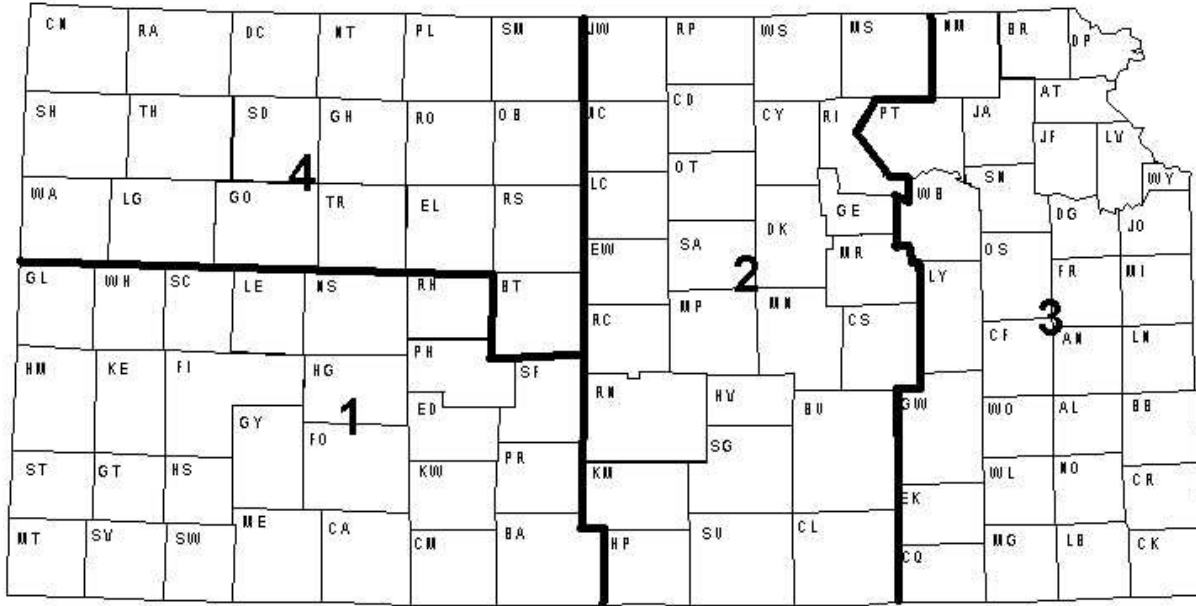 CN RA DC NT PL SM JW RP WS MS NM BR DP
SH TH SD GH RO OB NC CD CY RI PT JA AT
JF LV
4
WA LG GO TR EL RS LC OT DK GE WB SN WY
EW SA MR DG JO
GL WH SC LE NS RH BT 2 LY OS FR MI
RC MP MN CS 3
HM KE FI HG PH SF CF AN LN
1
GY FO ED RN HV BU GW WO AL BB
ST GT HS KW PR SG WL NO CR
KM EK
MT SV SW ME CA CM BA HP SU CL CQ MG LB CK